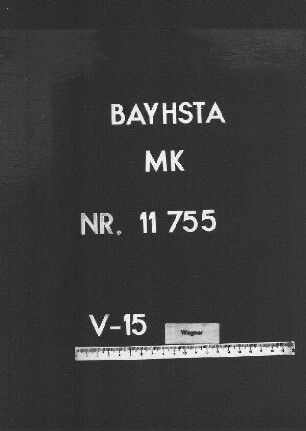 BAYHSTA
MK
NR. 11 755
V-15
Wagner